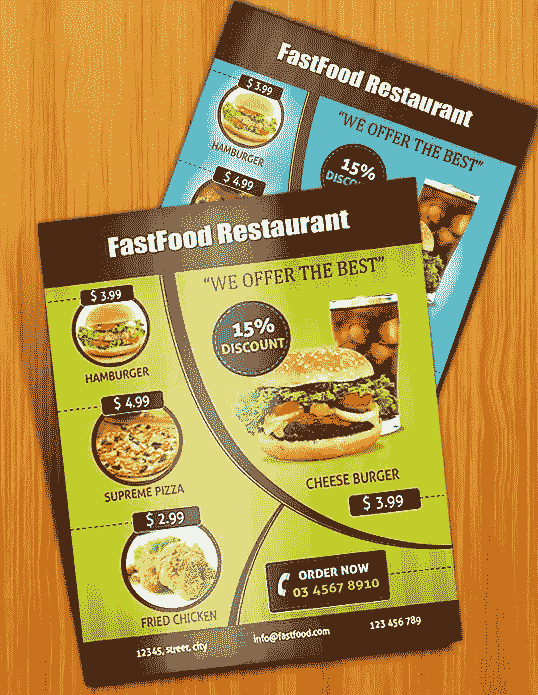 FastFood Restaurant
"WE OFFER THE BEST"
$ 3.99
HAMBURGER
$ 4.99
15%
DISCOUNT
FastFood Restaurant
"WE OFFER THE BEST"
$ 3.99
HAMBURGER
15%
DISCOUNT
$ 4.99
SUPREME PIZZA
CHEESE BURGER
$ 3.99
$ 2.99
FRIED CHICKEN
ORDER NOW
03 4567 8910
12345, street, city
info@fastfood.com
123 456 789